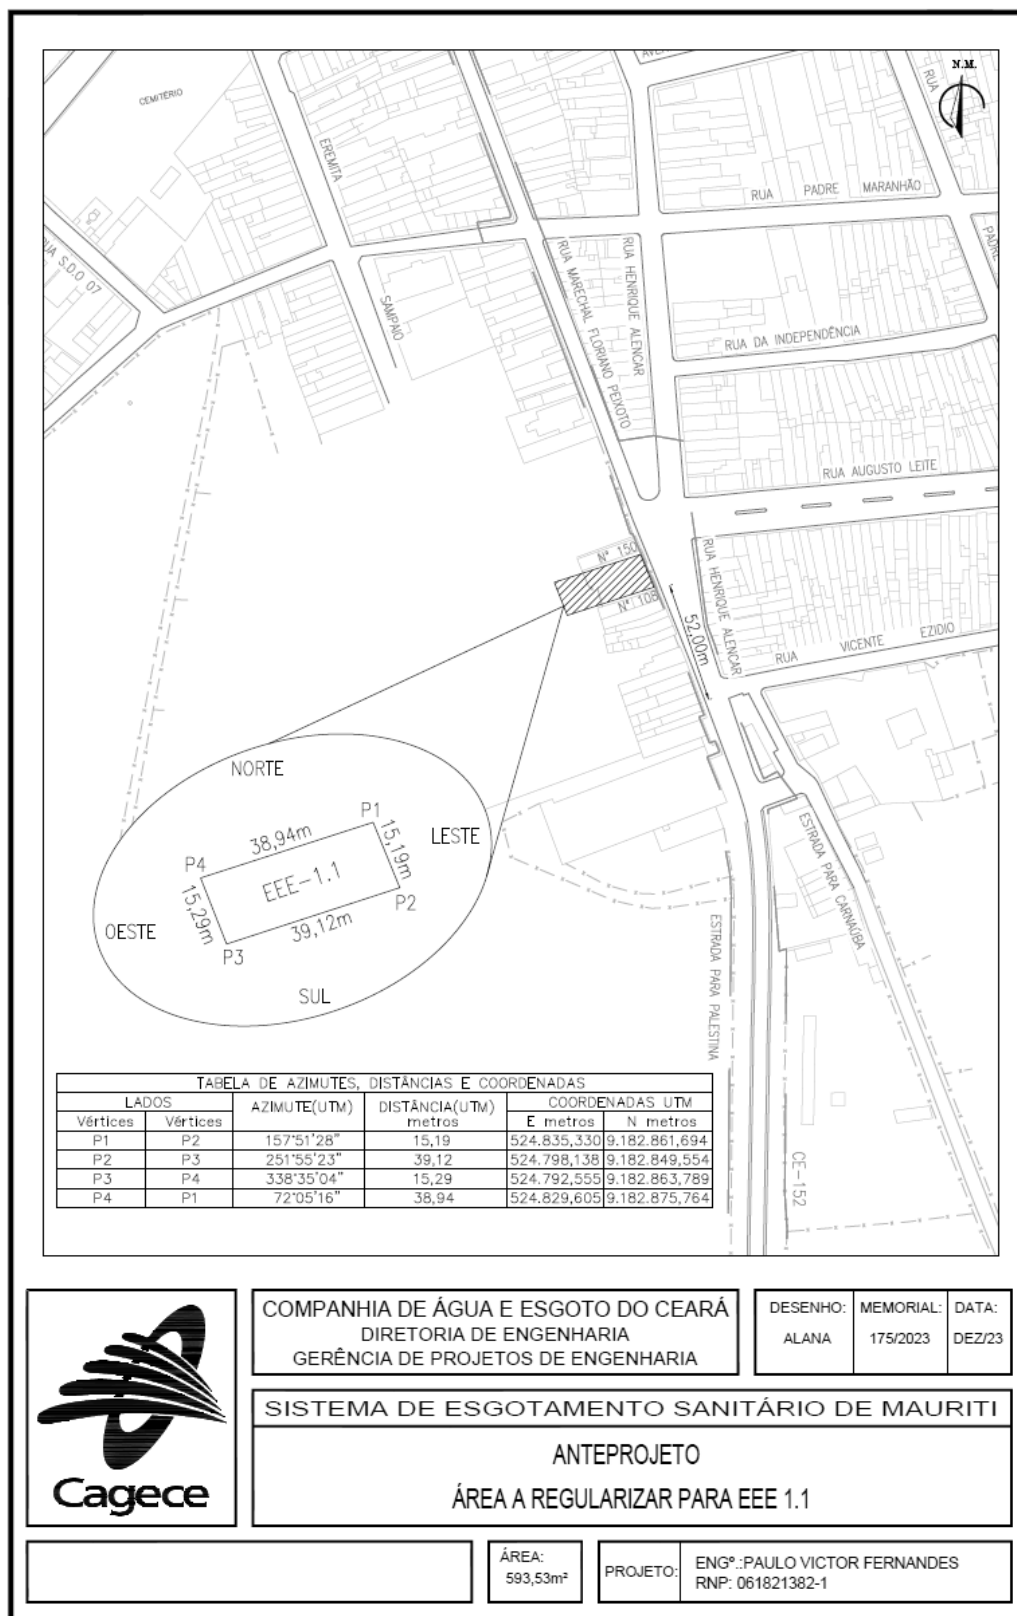 N.M.
CEMITÉRIO
EREMITA
RUA
RUA PADRE MARANHÃO
PADRE
RUA S.D.O 07
SAMPAIO
RUA MARECHAL FLORIANO PEIXOTO
RUA HENRIQUE ALENCAR
RUA DA INDEPENDÊNCIA
RUA AUGUSTO LEITE
N° 150
N° 108
RUA HENRIQUE ALENCAR
52,00m
RUA VICENTE EZIDIO
NORTE
P1
LESTE
38,94m
15,19m
P4
EEE-1.1
P2
15,29m
39,12m
OESTE
P3
SUL
ESTRADA PARA CARNAÚBA
ESTRADA PARA PALESTINA
CE-152
TABELA DE AZIMUTES, DISTÂNCIAS E COORDENADAS
LADOS AZIMUTE(UTM) DISTÂNCIA(UTM) metros COORDENADAS UTM
Vértices Vértices E metros N metros
P1 P2 157°51'28" 15,19 524.835,330 9.182.861,694
P2 P3 251°55'23" 39,12 524.798,138 9.182.849,554
P3 P4 338°35'04" 15,29 524.792,555 9.182.863,789
P4 P1 72°05'16" 38,94 524.829,605 9.182.875,764
Cagece
COMPANHIA DE ÁGUA E ESGOTO DO CEARÁ
DIRETORIA DE ENGENHARIA
GERÊNCIA DE PROJETOS DE ENGENHARIA
DESENHO: MEMORIAL: DATA:
ALANA 175/2023 DEZ/23
SISTEMA DE ESGOTAMENTO SANITÁRIO DE MAURITI
ANTEPROJETO
ÁREA A REGULARIZAR PARA EEE 1.1
ÁREA:
593,53m²
PROJETO: ENGº.:PAULO VICTOR FERNANDES
RNP: 061821382-1